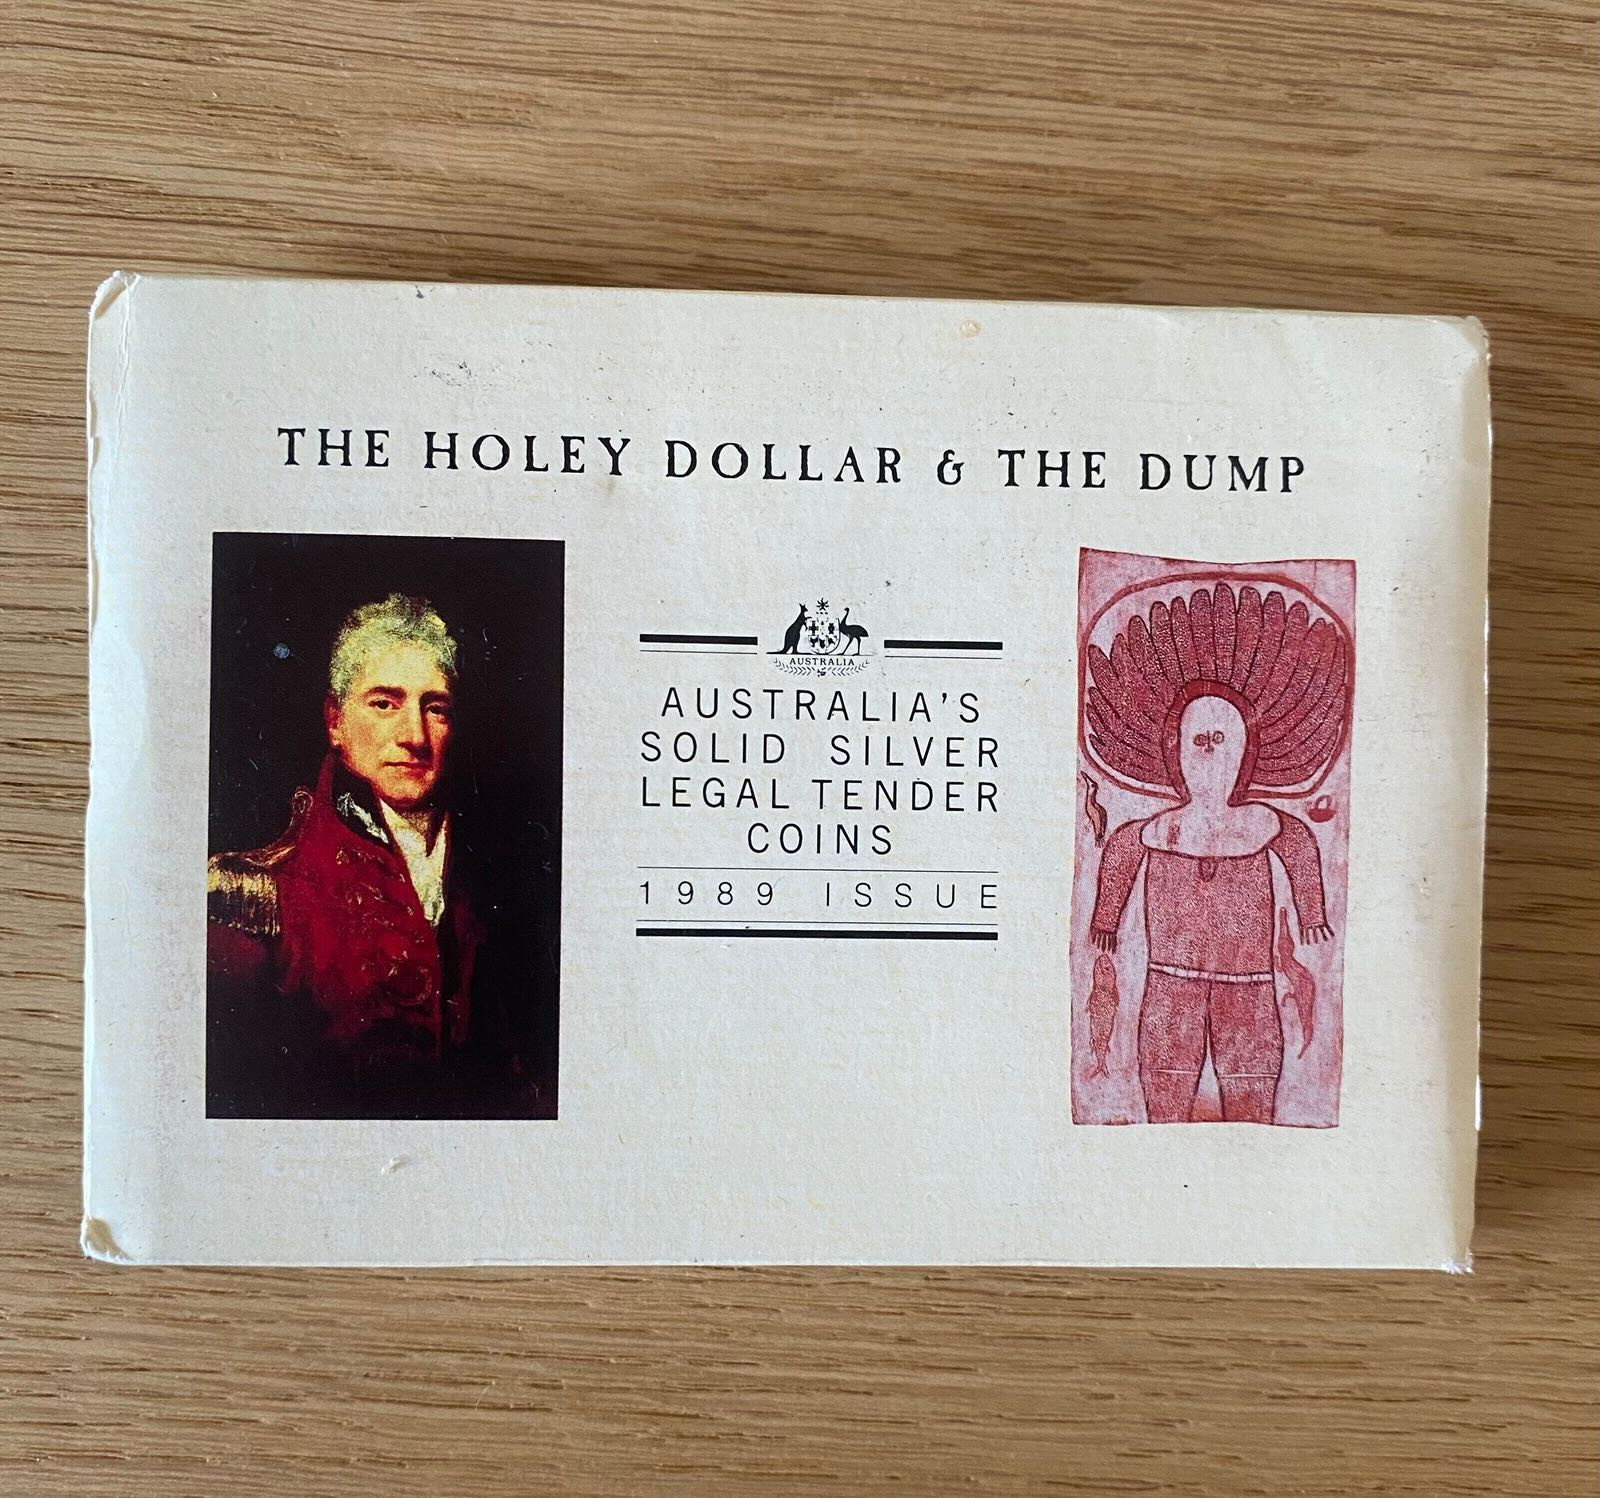 THE HOLEY DOLLAR & THE DUMP
AUSTRALIA
AUSTRALIA'S
SOLID SILVER
LEGAL TENDER
COINS
1989 ISSUE